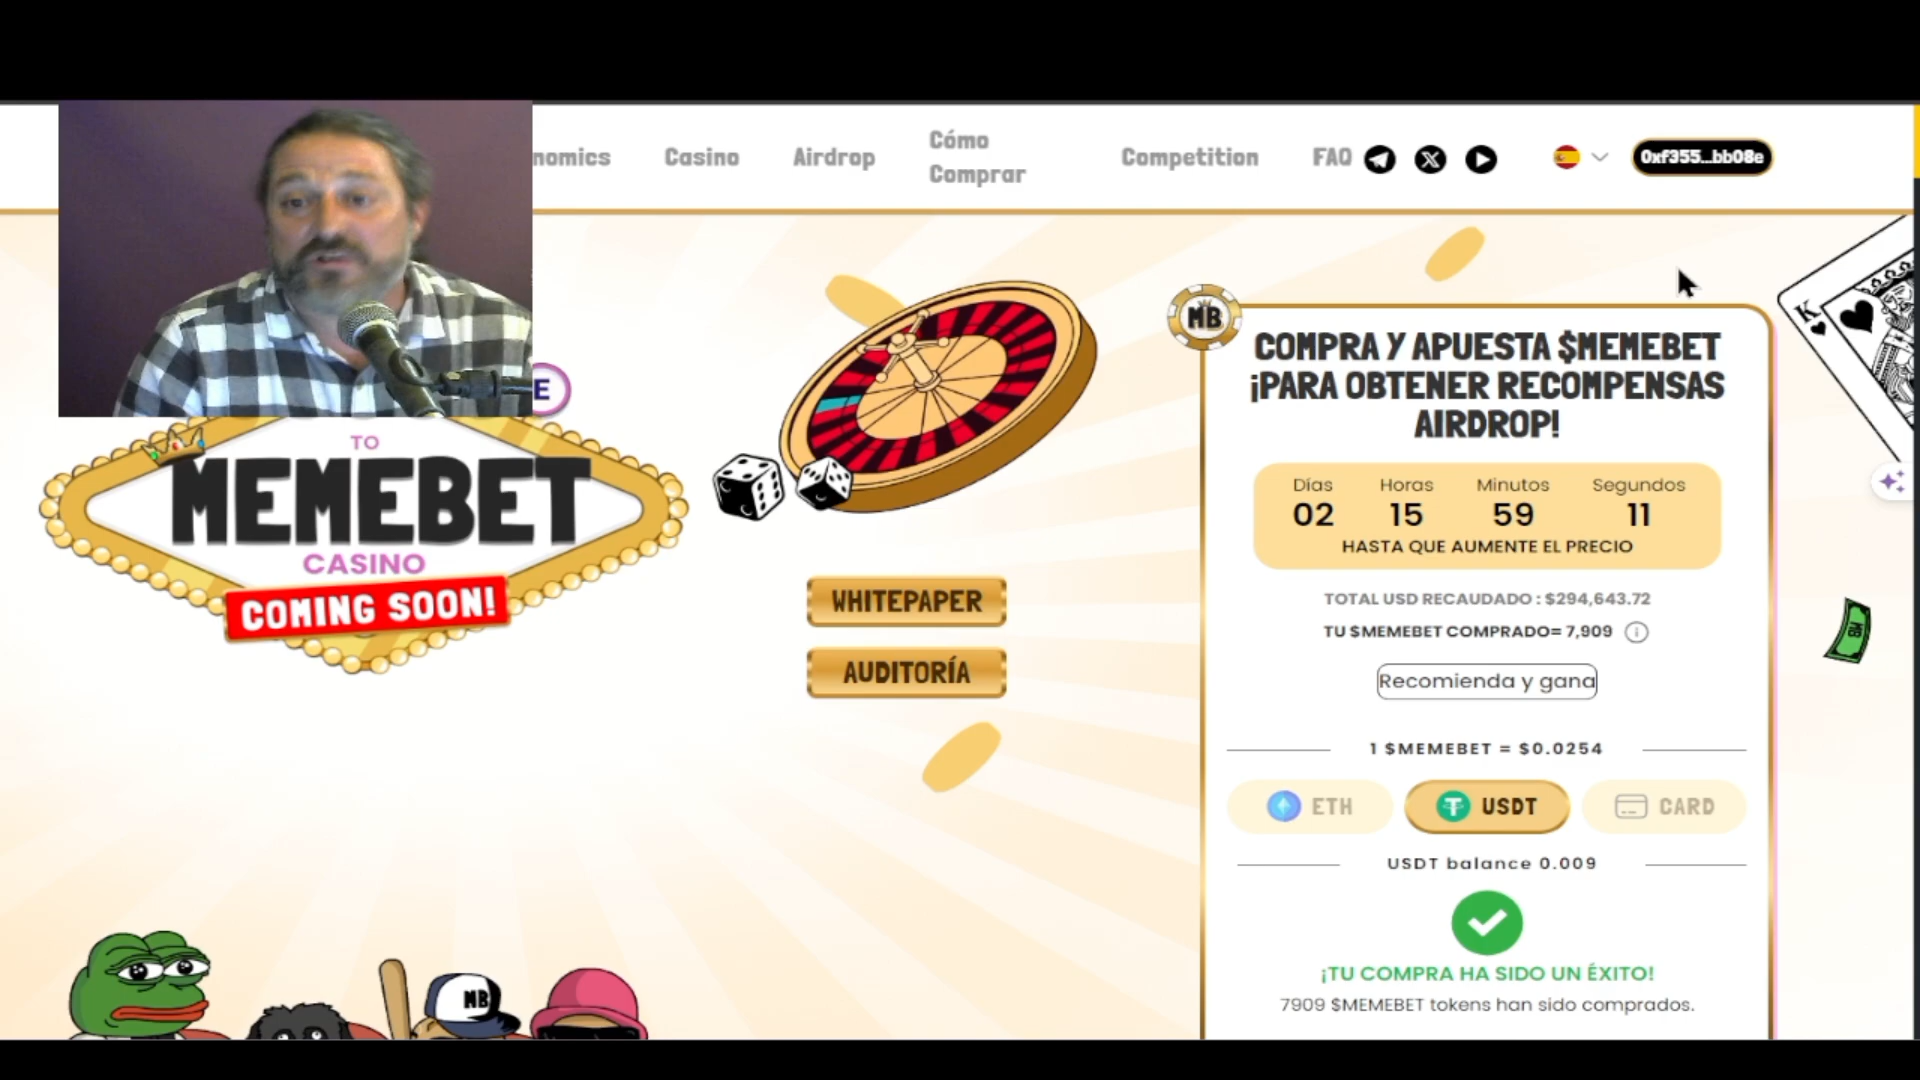 nomics
Casino
Airdrop
Cómo
Comprar
Competition
FAQ
0xf355...bb08e
E
TO
MEMEBET
CASINO
COMING SOON!
WHITEPAPER
AUDITORÍA
MB
COMPRA Y APUESTA $MEMEBET
¡PARA OBTENER RECOMPENSAS
AIRDROP!
Días Horas Minutos Segundos
02 15 59 11
HASTA QUE AUMENTE EL PRECIO
TOTAL USD RECAUDADO : $294,643.72
TU $MEMEBET COMPRADO= 7,909
Recomienda y gana
1 $MEMEBET = $0.0254
ETH
USDT
CARD
USDT balance 0.009
¡TU COMPRA HA SIDO UN ÉXITO!
7909 $MEMEBET tokens han sido comprados.
K
MB
MB